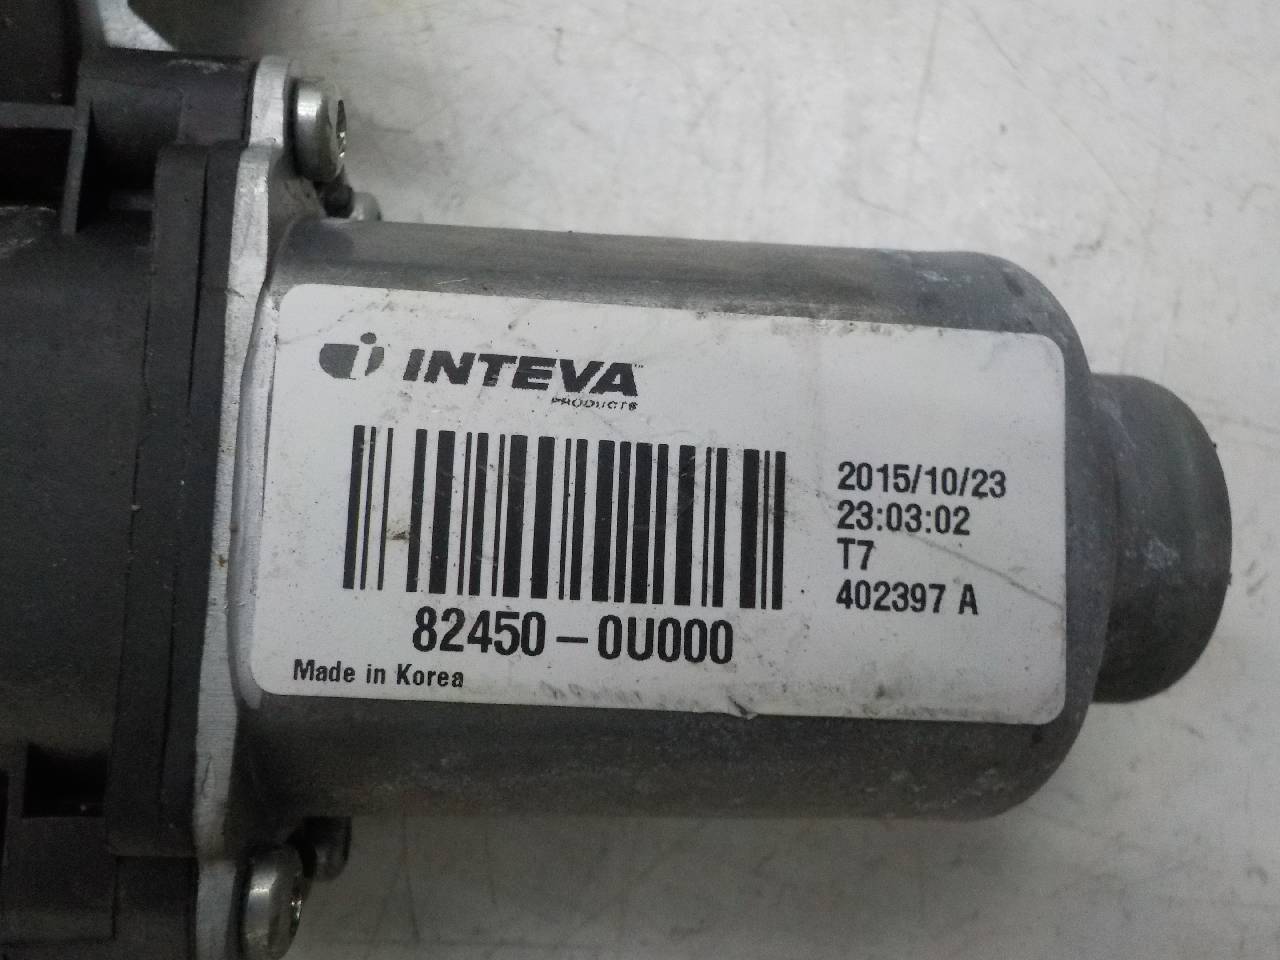 INTEVA
PRODUCTS
2015/10/23
23:03:02
T7
402397 A
82450-0U000
Made in Korea